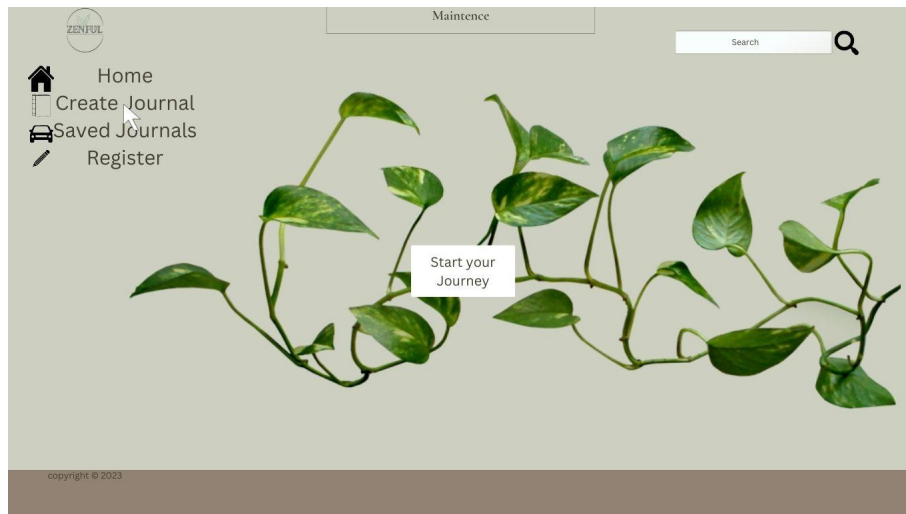 ZENFUL
Maintence
Search
Home
Create Journal
Saved Journals
Register
Start your
Journey
copyright © 2023